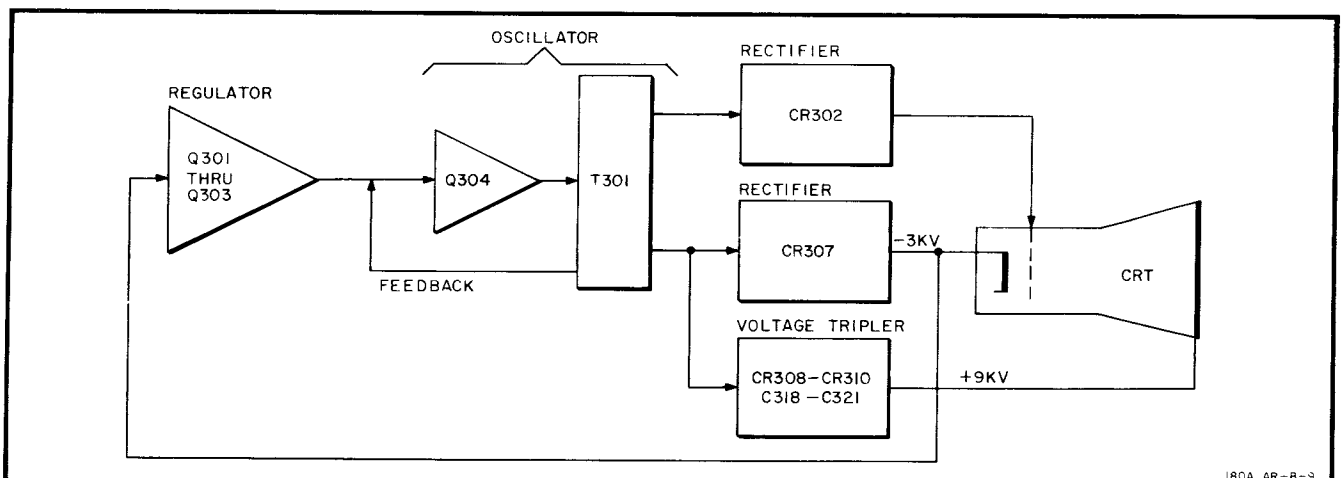 OSCILLATOR
RECTIFIER
REGULATOR
CR302
Q301
THRU
Q303
Q304
T301
RECTIFIER
-3KV
CR307
FEEDBACK
CRT
VOLTAGE TRIPLER
CR308-CR310
C318-C321
+9KV
180A AR-8-9